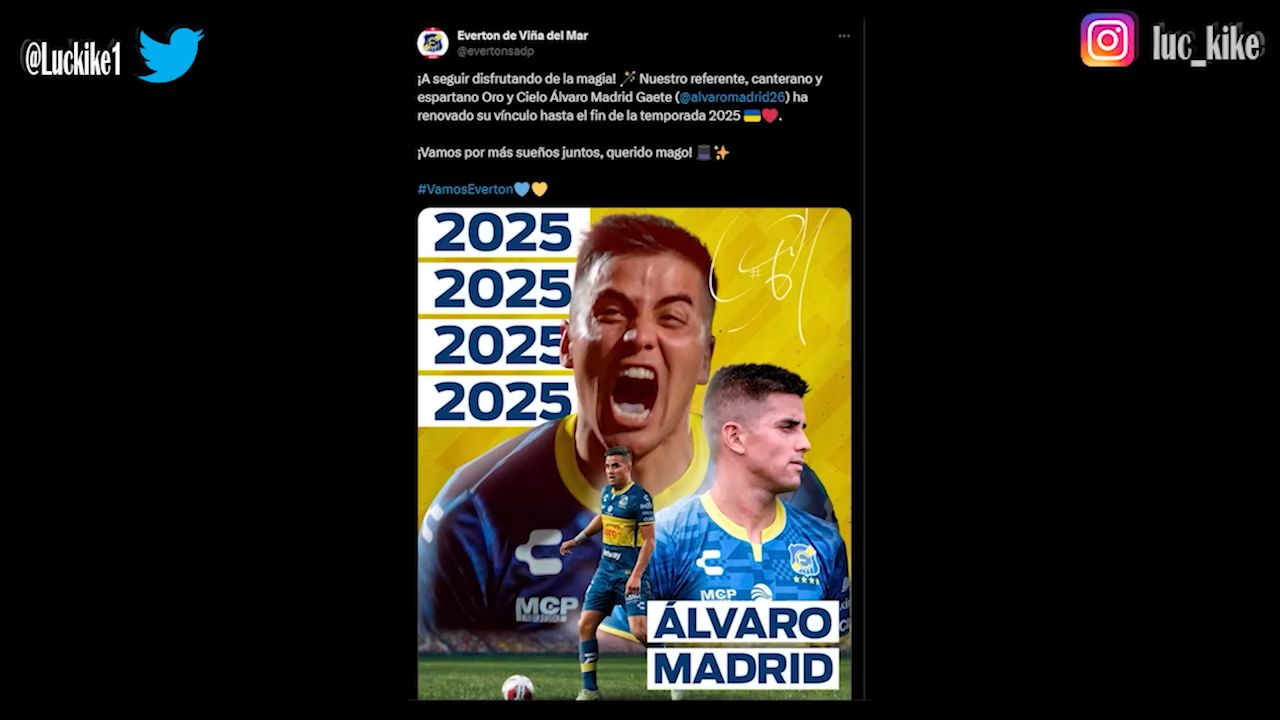 @Luckike1
luc_kike
Everton de Viña del Mar
@evertonsadp
¡A seguir disfrutando de la magia! 🪄 Nuestro referente, canterano y
espartano Oro y Cielo Álvaro Madrid Gaete (@alvaromadrid26) ha
renovado su vínculo hasta el fin de la temporada 2025 🇺🇦❤️.
¡Vamos por más sueños juntos, querido mago! 🎩✨
#VamosEverton💙💛
2025
2025
2025
2025
MCP
MCP
ÁLVARO
MADRID